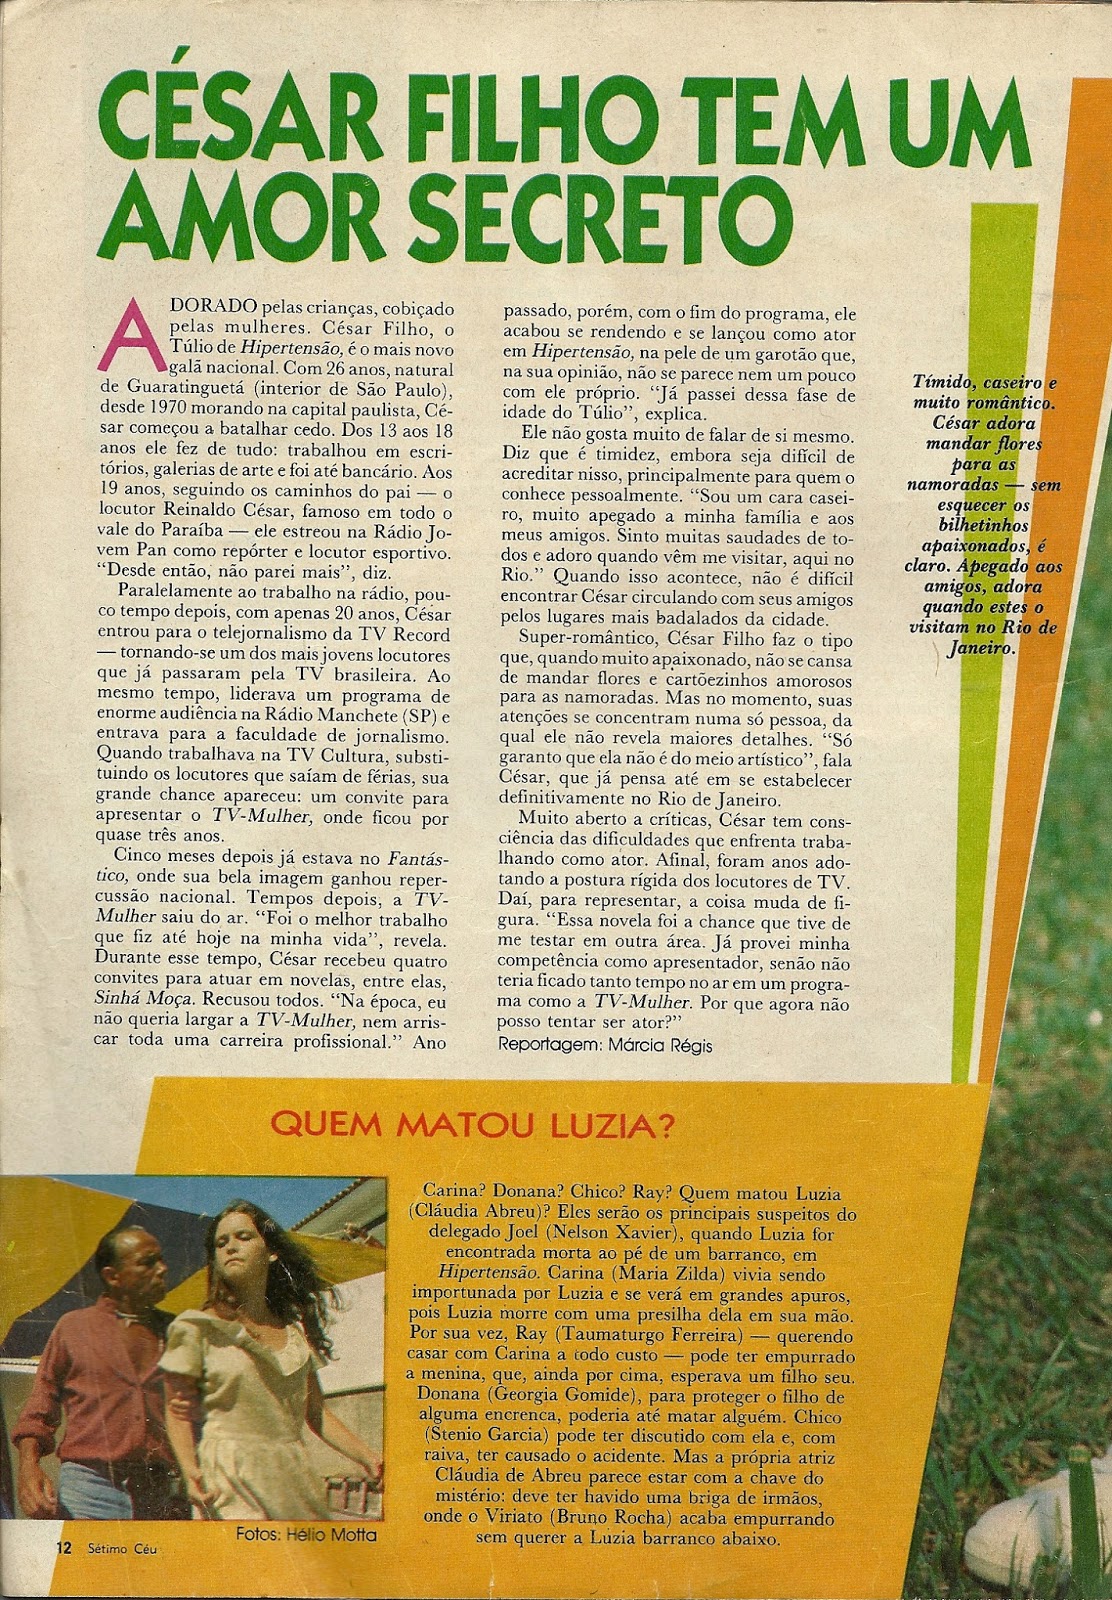 CÉSAR FILHO TEM UM
AMOR SECRETO
ADORADO pelas crianças, cobiçado
pelas mulheres. César Filho, o
Túlio de Hipertensão, é o mais novo
galã nacional. Com 26 anos, natural
de Guaratinguetá (interior de São Paulo),
desde 1970 morando na capital paulista, Cé-
sar começou a batalhar cedo. Dos 13 aos 18
anos ele fez de tudo: trabalhou em escri-
tórios, galerias de arte e foi até bancário. Aos
19 anos, seguindo os caminhos do pai — o
locutor Reinaldo César, famoso em todo o
vale do Paraíba — ele estreou na Rádio Jo-
vem Pan como repórter e locutor esportivo.
“Desde então, não parei mais”, diz.
Paralelamente ao trabalho na rádio, pou-
co tempo depois, com apenas 20 anos, César
entrou para o telejornalismo da TV Record
— tornando-se um dos mais jovens locutores
que já passaram pela TV brasileira. Ao
mesmo tempo, liderava um programa de
enorme audiência na Rádio Manchete (SP) e
entrava para a faculdade de jornalismo.
Quando trabalhava na TV Cultura, substi-
tuindo os locutores que saíam de férias, sua
grande chance apareceu: um convite para
apresentar o TV-Mulher, onde ficou por
quase três anos.
Cinco meses depois já estava no Fantás-
tico, onde sua bela imagem ganhou reper-
cussão nacional. Tempos depois, a TV-
Mulher saiu do ar. “Foi o melhor trabalho
que fiz até hoje na minha vida”, revela.
Durante esse tempo, César recebeu quatro
convites para atuar em novelas, entre elas,
Sinhá Moça. Recusou todos. “Na época, eu
não queria largar a TV-Mulher, nem arris-
car toda uma carreira profissional.” Ano
passado, porém, com o fim do programa, ele
acabou se rendendo e se lançou como ator
em Hipertensão, na pele de um garotão que,
na sua opinião, não se parece nem um pouco
com ele próprio. “Já passei dessa fase de
idade do Túlio”, explica.
Ele não gosta muito de falar de si mesmo.
Diz que é timidez, embora seja difícil de
acreditar nisso, principalmente para quem o
conhece pessoalmente. “Sou um cara casei-
ro, muito apegado a minha família e aos
meus amigos. Sinto muitas saudades de to-
dos e adoro quando vêm me visitar, aqui no
Rio.” Quando isso acontece, não é difícil
encontrar César circulando com seus amigos
pelos lugares mais badalados da cidade.
Super-romântico, César Filho faz o tipo
que, quando muito apaixonado, não se cansa
de mandar flores e cartõezinhos amorosos
para as namoradas. Mas no momento, suas
atenções se concentram numa só pessoa, da
qual ele não revela maiores detalhes. “Só
garanto que ela não é do meio artístico”, fala
César, que já pensa até em se estabelecer
definitivamente no Rio de Janeiro.
Muito aberto a críticas, César tem cons-
ciência das dificuldades que enfrenta traba-
lhando como ator. Afinal, foram anos ado-
tando a postura rígida dos locutores de TV.
Daí, para representar, a coisa muda de fi-
gura. “Essa novela foi a chance que tive de
me testar em outra área. Já provei minha
competência como apresentador, senão não
teria ficado tanto tempo no ar em um progra-
ma como a TV-Mulher. Por que agora não
posso tentar ser ator?”
Reportagem: Márcia Régis
Tímido, caseiro e
muito romântico.
César adora
mandar flores
para as
namoradas — sem
esquecer os
bilhetinhos
apaixonados, é
claro. Apegado aos
amigos, adora
quando estes o
visitam no Rio de
Janeiro.
QUEM MATOU LUZIA?
Carina? Donana? Chico? Ray? Quem matou Luzia
(Cláudia Abreu)? Eles serão os principais suspeitos do
delegado Joel (Nelson Xavier), quando Luzia for
encontrada morta ao pé de um barranco, em
Hipertensão. Carina (Maria Zilda) vivia sendo
importunada por Luzia e se verá em grandes apuros,
pois Luzia morre com uma presilha dela em sua mão.
Por sua vez, Ray (Taumaturgo Ferreira) — querendo
casar com Carina a todo custo — pode ter empurrado
a menina, que, ainda por cima, esperava um filho seu.
Donana (Georgia Gomide), para proteger o filho de
alguma encrenca, poderia até matar alguém. Chico
(Stenio Garcia) pode ter discutido com ela e, com
raiva, ter causado o acidente. Mas a própria atriz
Cláudia de Abreu parece estar com a chave do
mistério: deve ter havido uma briga de irmãos,
onde o Viriato (Bruno Rocha) acaba empurrando
sem querer a Luzia barranco abaixo.
Fotos: Hélio Motta
12 Sétimo Céu